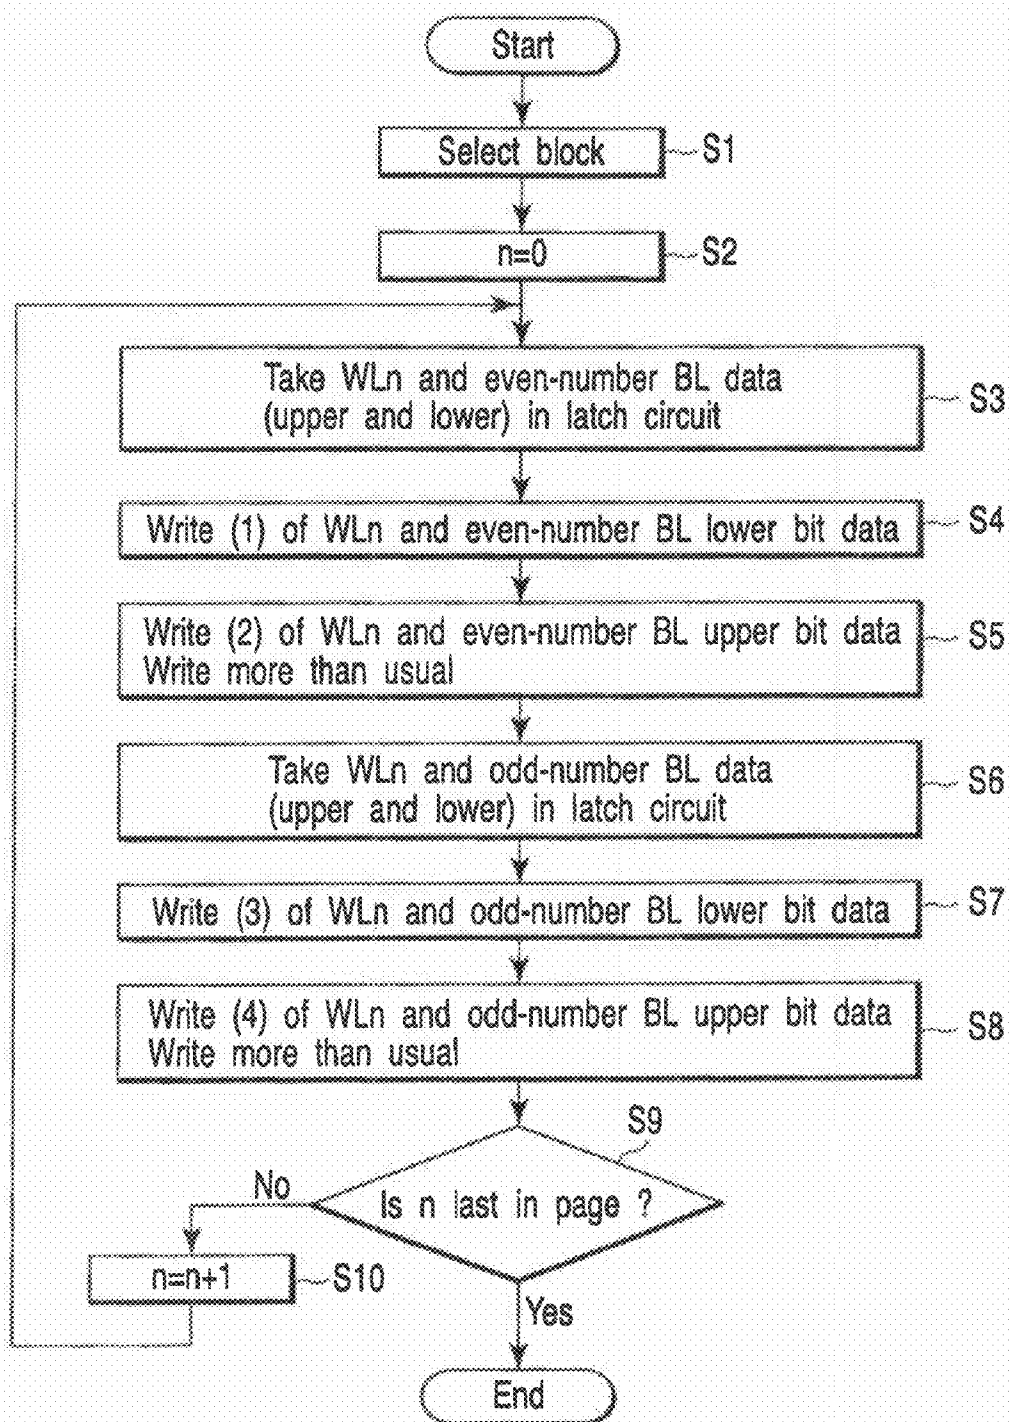 Start
Select block
S1
n=0
S2
Take WLn and even-number BL data
(upper and lower) in latch circuit
S3
Write (1) of WLn and even-number BL lower bit data
S4
Write (2) of WLn and even-number BL upper bit data
Write more than usual
S5
Take WLn and odd-number BL data
(upper and lower) in latch circuit
S6
Write (3) of WLn and odd-number BL lower bit data
S7
Write (4) of WLn and odd-number BL upper bit data
Write more than usual
S8
S9
Is n last in page ?
No
n=n+1
S10
Yes
End